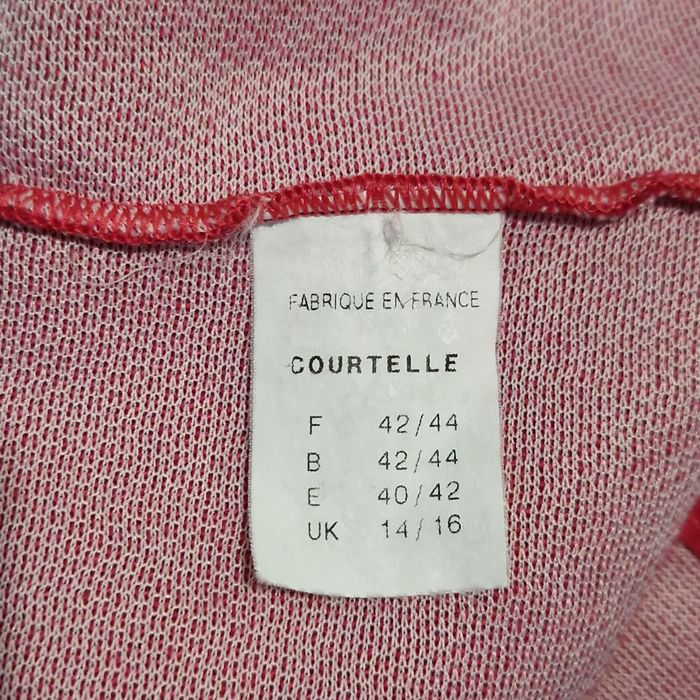 FABRIQUE EN FRANCE
COURTELLE
F 42/44
B 42/44
E 40/42
UK 14/16